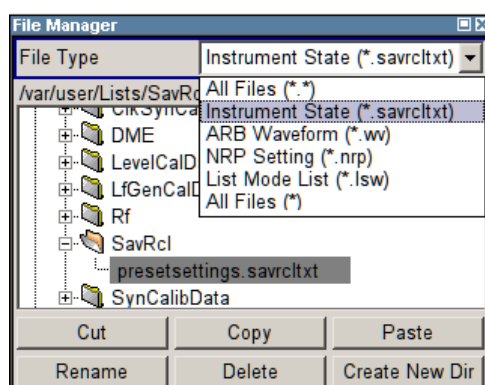 File Manager
File Type
Instrument State (*.savrcltxt)
/var/user/Lists/SavRc
All Files (*.*)
Instrument State (*.savrcltxt)
ARB Waveform (*.wv)
NRP Setting (*.nrp)
List Mode List (*.lsw)
All Files (*)
ClkSynCa
DME
LevelCalD
LfGenCalD
Rf
SavRcl
presetsettings.savrcltxt
SynCalibData
Cut
Copy
Paste
Rename
Delete
Create New Dir